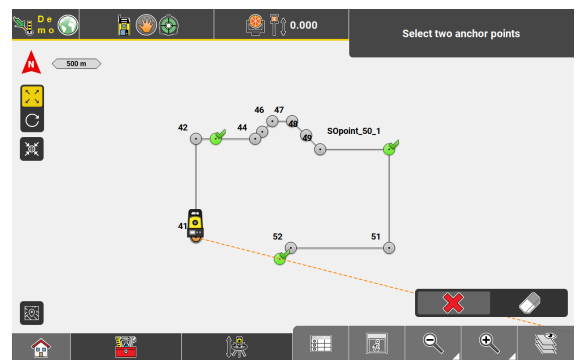 De
mo
0.000
Select two anchor points
N
500 m
46 47
42 44 48
49 SOpoint_50_1
41
52 51